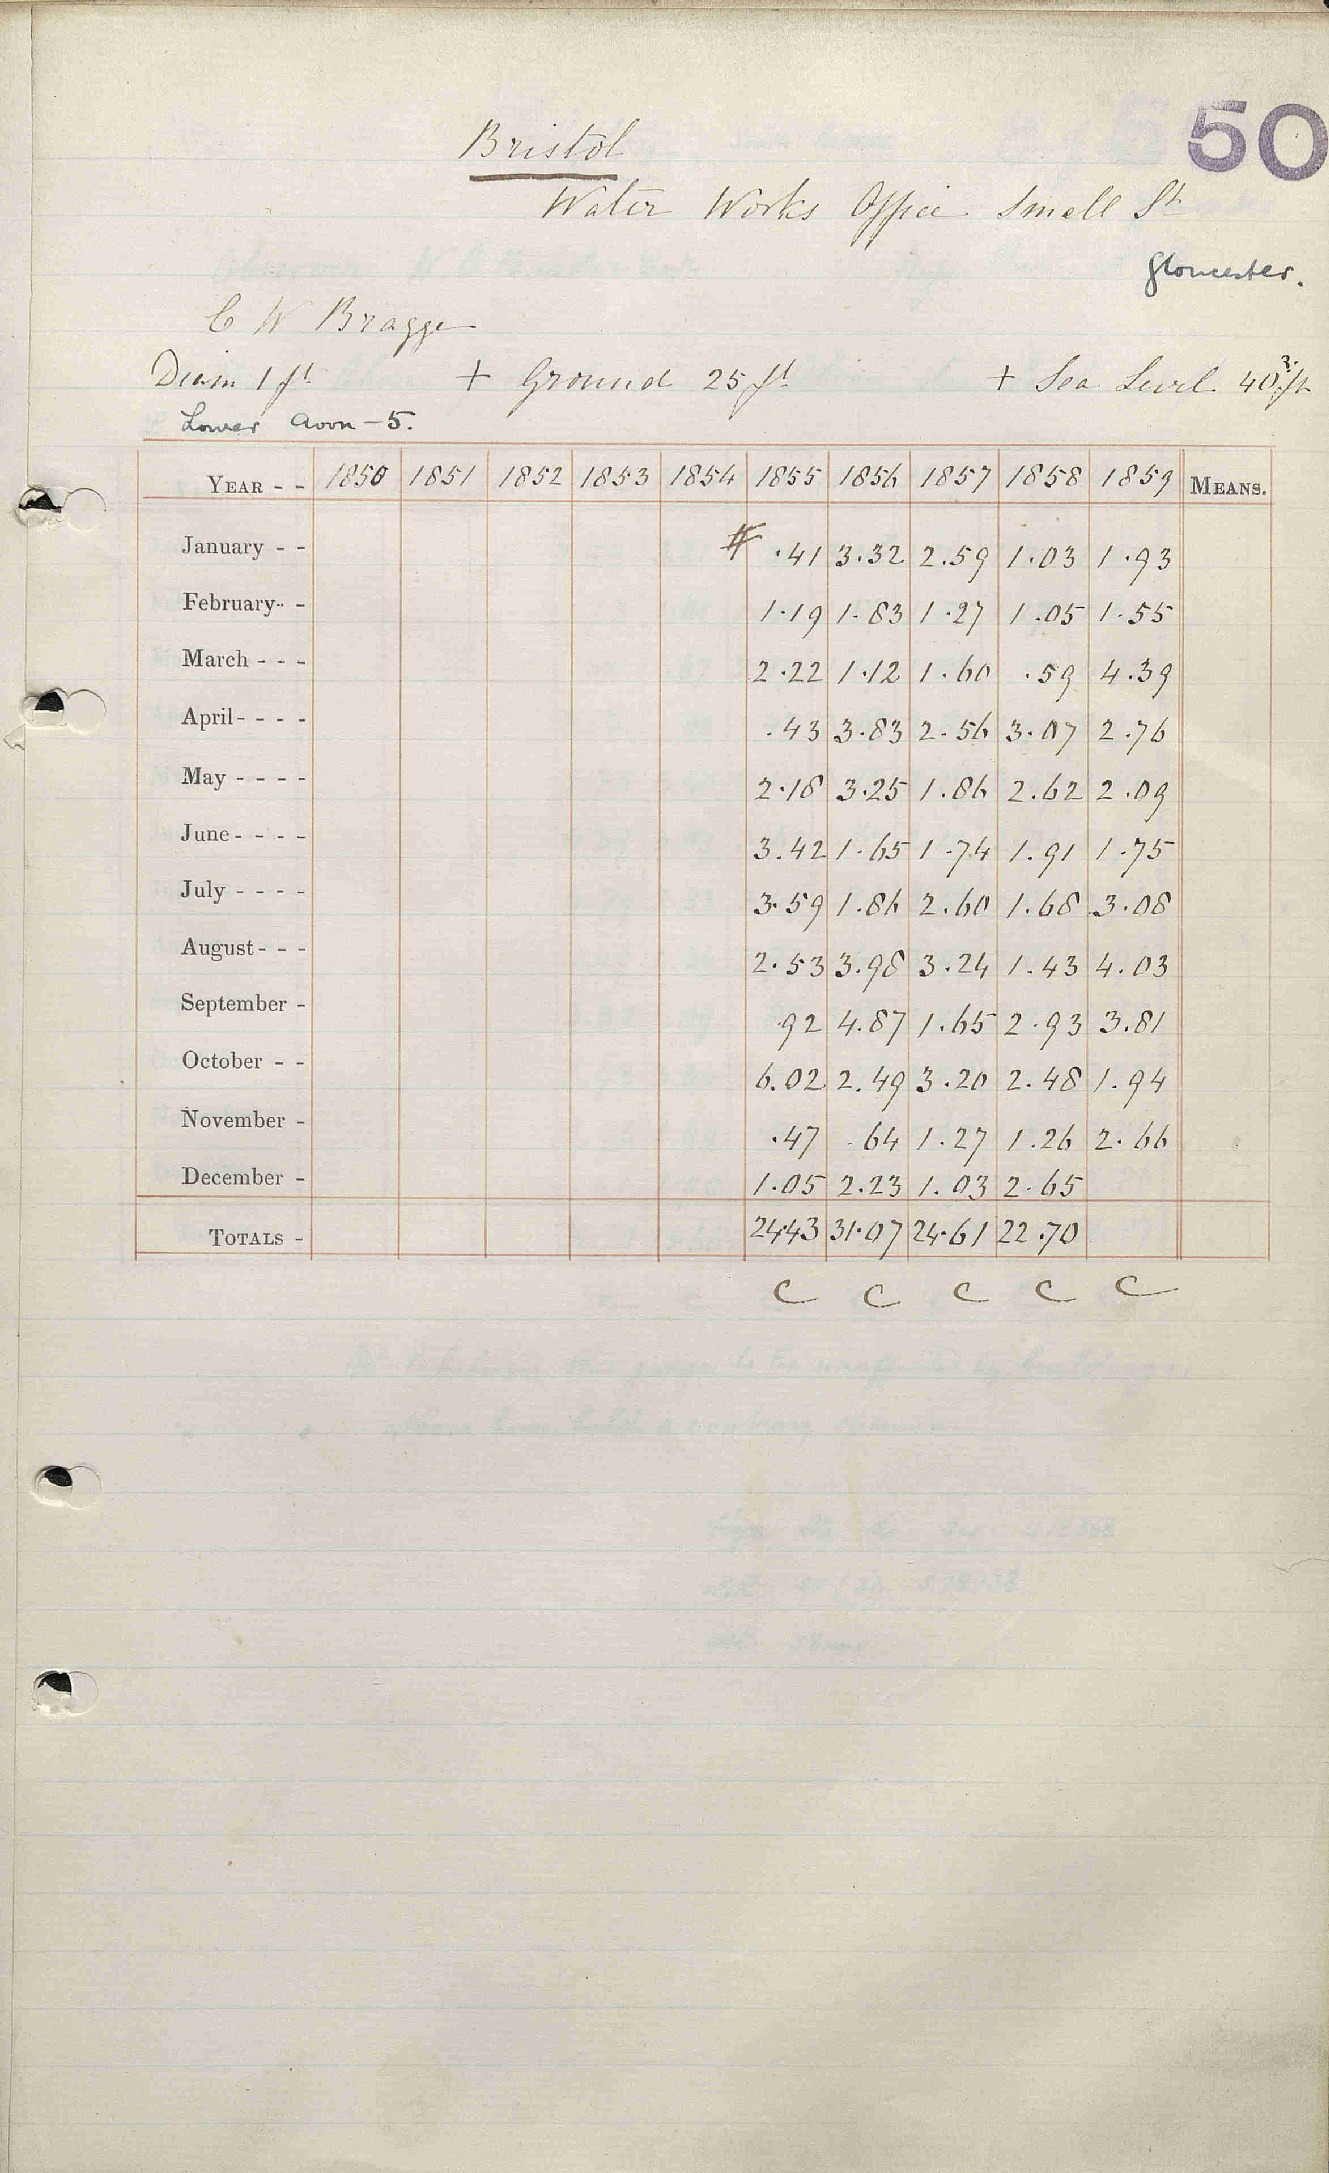 50
Bristol
Water Works Office Small St
Gloucester.
C W Bragge
Diam 1 ft + Ground 25 ft + Sea Level 40 3 ft
Lower Avon - 5.
YEAR - - 1850 1851 1852 1853 1854 1855 1856 1857 1858 1859 MEANS.
January - - # .41 3.32 2.59 1.03 1.93
February - - 1.19 1.83 1.27 1.05 1.55
March - - - 2.22 1.12 1.60 .59 4.39
April - - - - .43 3.83 2.56 3.07 2.76
May - - - - 2.18 3.25 1.86 2.62 2.09
June - - - - 3.42 1.65 1.74 1.91 1.75
July - - - - 3.59 1.86 2.60 1.68 3.08
August - - - 2.53 3.98 3.24 1.43 4.03
September - .92 4.87 1.65 2.93 3.81
October - - 6.02 2.49 3.20 2.48 1.94
November - .47 .64 1.27 1.26 2.66
December - 1.05 2.23 1.03 2.65
TOTALS - 24.43 31.07 24.61 22.70
C C C C C